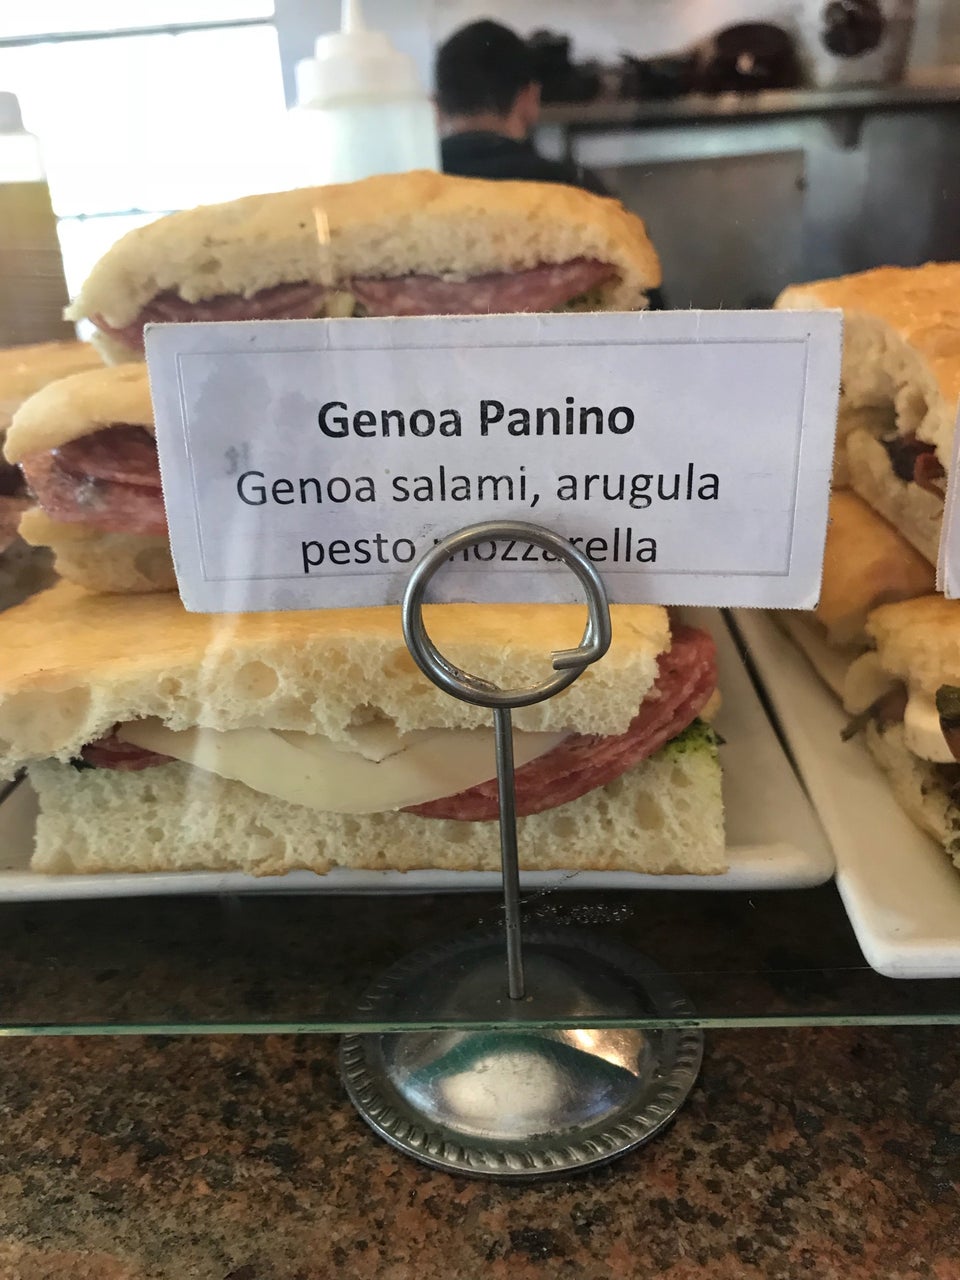 Genoa Panino
Genoa salami, arugula
pesto mozzarella